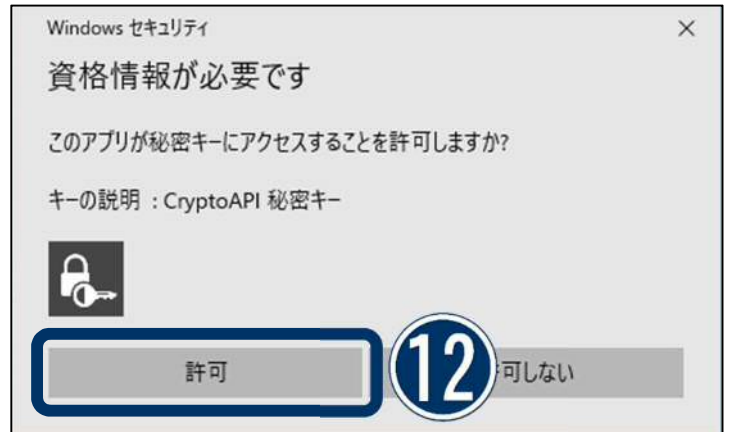 Windows セキュリティ
資格情報が必要です
このアプリが秘密キーにアクセスすることを許可しますか?
キーの説明 : CryptoAPI 秘密キー
許可
12
可しない